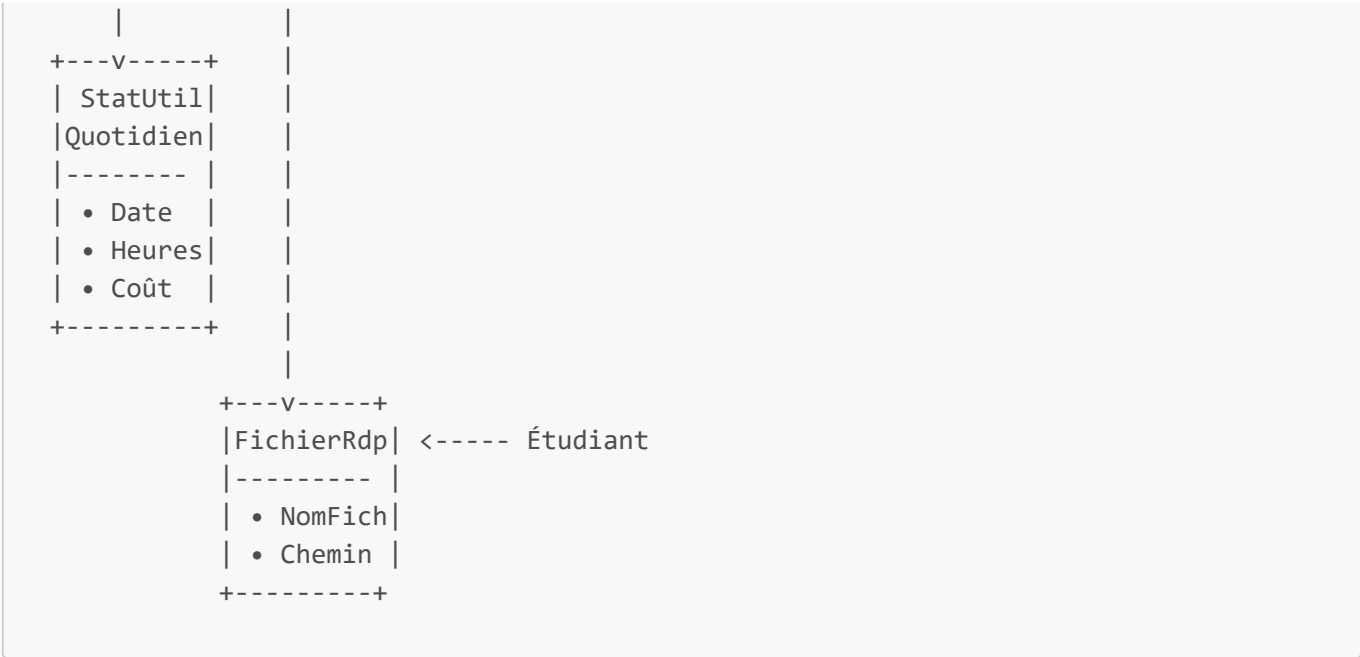 |         |
  +---v-----+   |
  | StatUtil|   |
  |Quotidien|   |
  |-------- |   |
  | • Date  |   |
  | • Heures|   |
  | • Coût  |   |
  +---------+   |
                |
            +---v-----+
            |FichierRdp| <----- Étudiant
            |--------- |
            | • NomFich|
            | • Chemin |
            +---------+